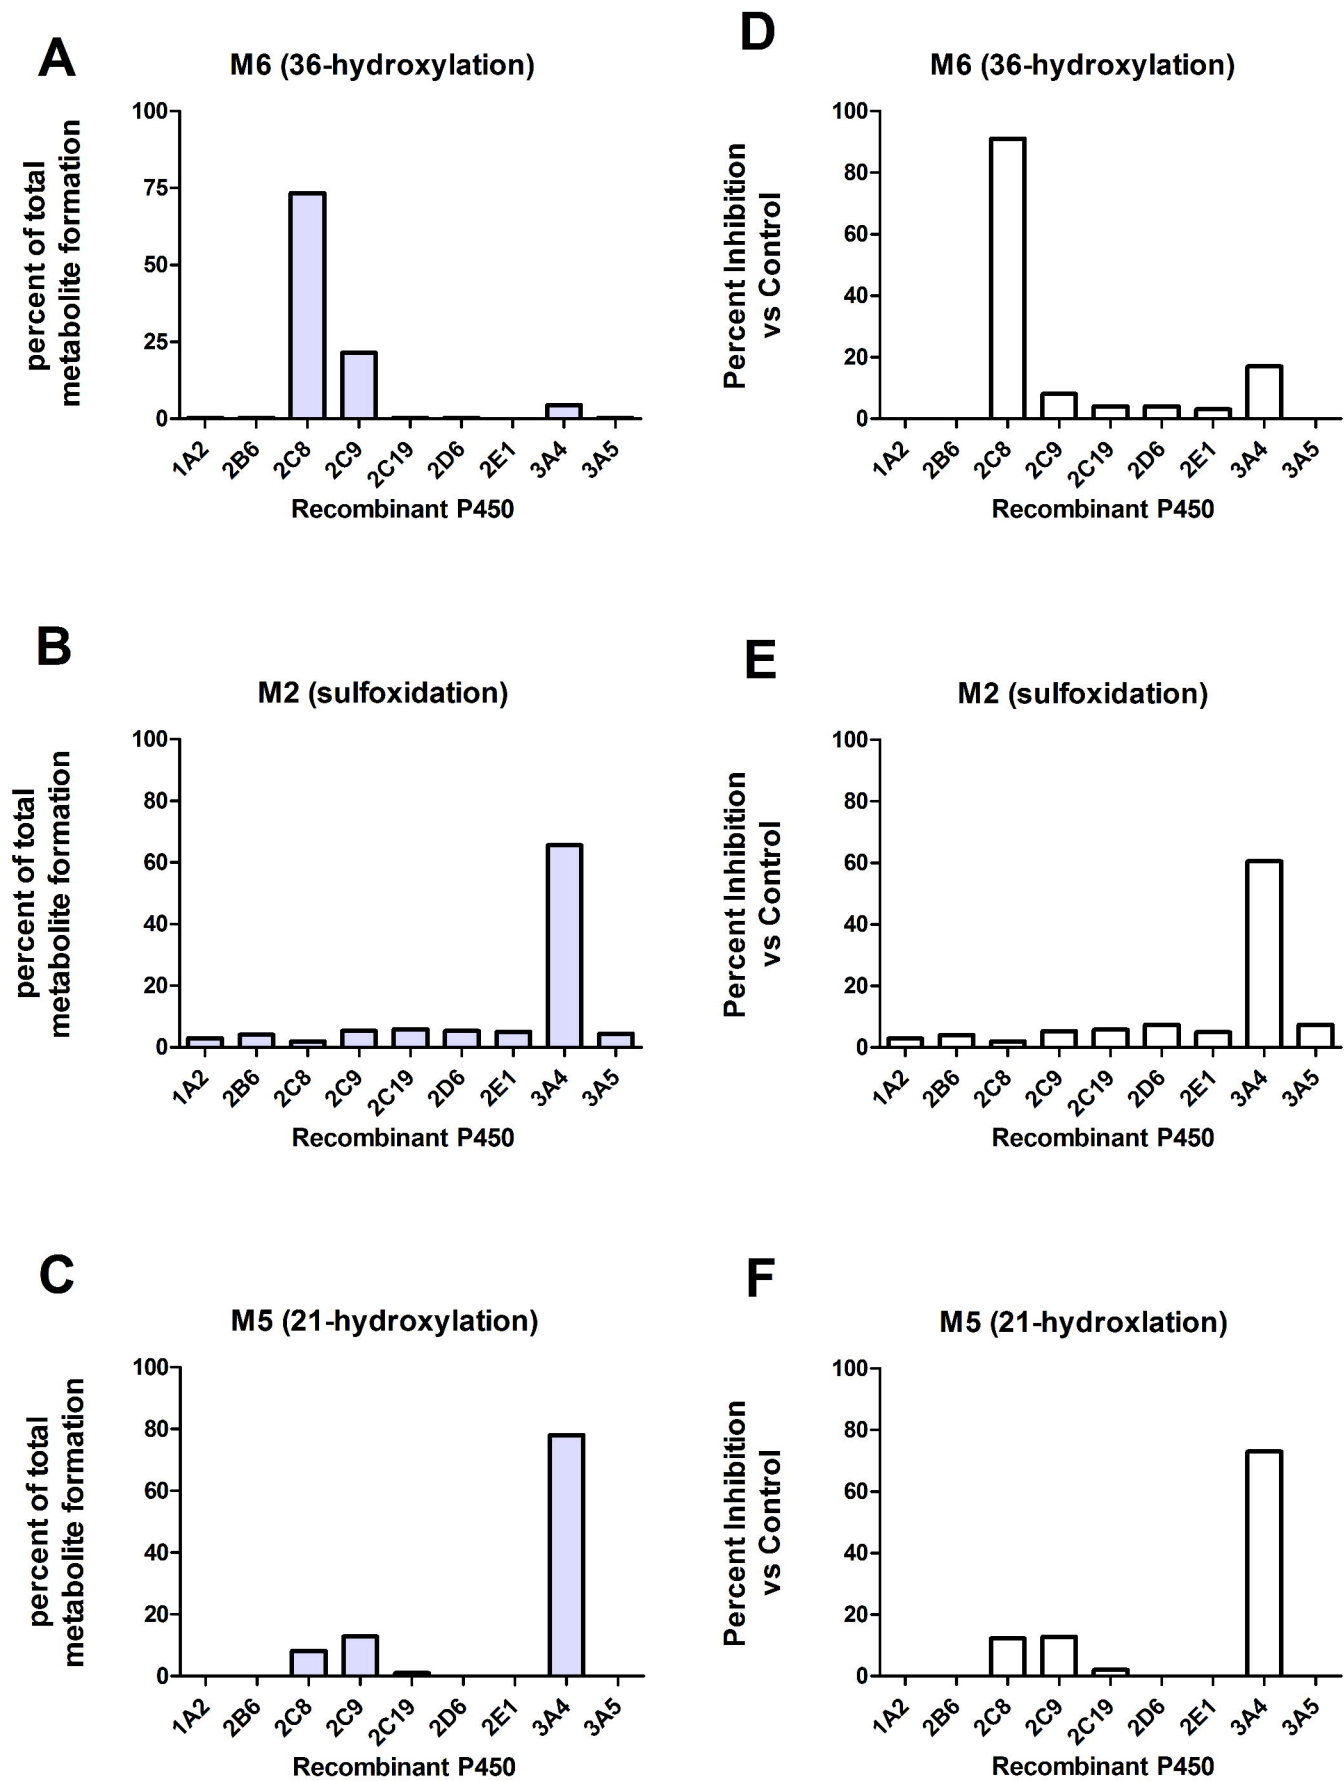 A
M6 (36-hydroxylation)
percent of total
metabolite formation
100
75
50
25
0
1A2
2B6
2C8
2C9
2C19
2D6
2E1
3A4
3A5
Recombinant P450
D
M6 (36-hydroxylation)
Percent Inhibition
vs Control
100
80
60
40
20
0
1A2
2B6
2C8
2C9
2C19
2D6
2E1
3A4
3A5
Recombinant P450
B
M2 (sulfoxidation)
percent of total
metabolite formation
100
80
60
40
20
0
1A2
2B6
2C8
2C9
2C19
2D6
2E1
3A4
3A5
Recombinant P450
E
M2 (sulfoxidation)
Percent Inhibition
vs Control
100
80
60
40
20
0
1A2
2B6
2C8
2C9
2C19
2D6
2E1
3A4
3A5
Recombinant P450
C
M5 (21-hydroxylation)
percent of total
metabolite formation
100
80
60
40
20
0
1A2
2B6
2C8
2C9
2C19
2D6
2E1
3A4
3A5
Recombinant P450
F
M5 (21-hydroxlation)
Percent Inhibition
vs Control
100
80
60
40
20
0
1A2
2B6
2C8
2C9
2C19
2D6
2E1
3A4
3A5
Recombinant P450